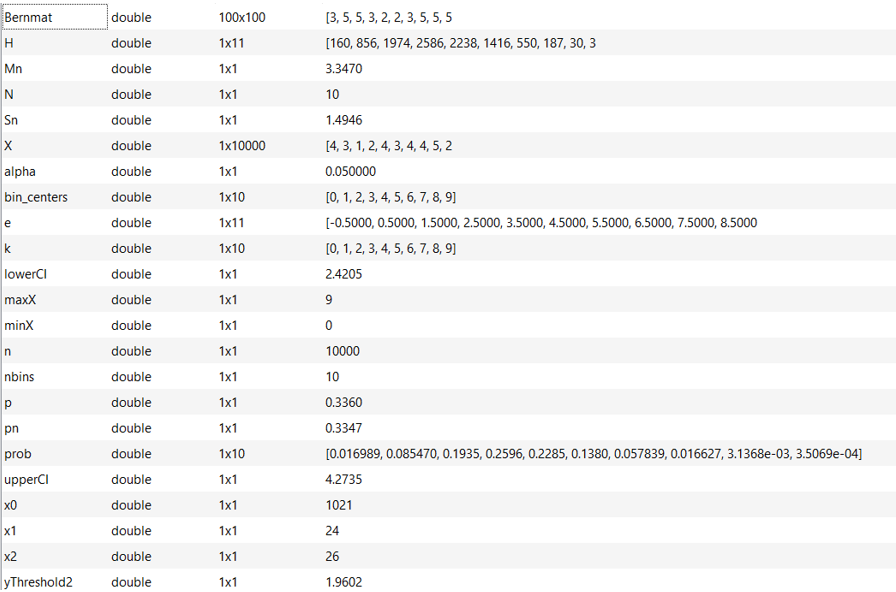 Bernmat double 100x100 [3, 5, 5, 3, 2, 2, 3, 5, 5, 5
H double 1x11 [160, 856, 1974, 2586, 2238, 1416, 550, 187, 30, 3
Mn double 1x1 3.3470
N double 1x1 10
Sn double 1x1 1.4946
X double 1x10000 [4, 3, 1, 2, 4, 3, 4, 4, 5, 2
alpha double 1x1 0.050000
bin_centers double 1x10 [0, 1, 2, 3, 4, 5, 6, 7, 8, 9]
e double 1x11 [-0.5000, 0.5000, 1.5000, 2.5000, 3.5000, 4.5000, 5.5000, 6.5000, 7.5000, 8.5000
k double 1x10 [0, 1, 2, 3, 4, 5, 6, 7, 8, 9]
lowerCI double 1x1 2.4205
maxX double 1x1 9
minX double 1x1 0
n double 1x1 10000
nbins double 1x1 10
p double 1x1 0.3360
pn double 1x1 0.3347
prob double 1x10 [0.016989, 0.085470, 0.1935, 0.2596, 0.2285, 0.1380, 0.057839, 0.016627, 3.1368e-03, 3.5069e-04]
upperCI double 1x1 4.2735
x0 double 1x1 1021
x1 double 1x1 24
x2 double 1x1 26
yThreshold2 double 1x1 1.9602